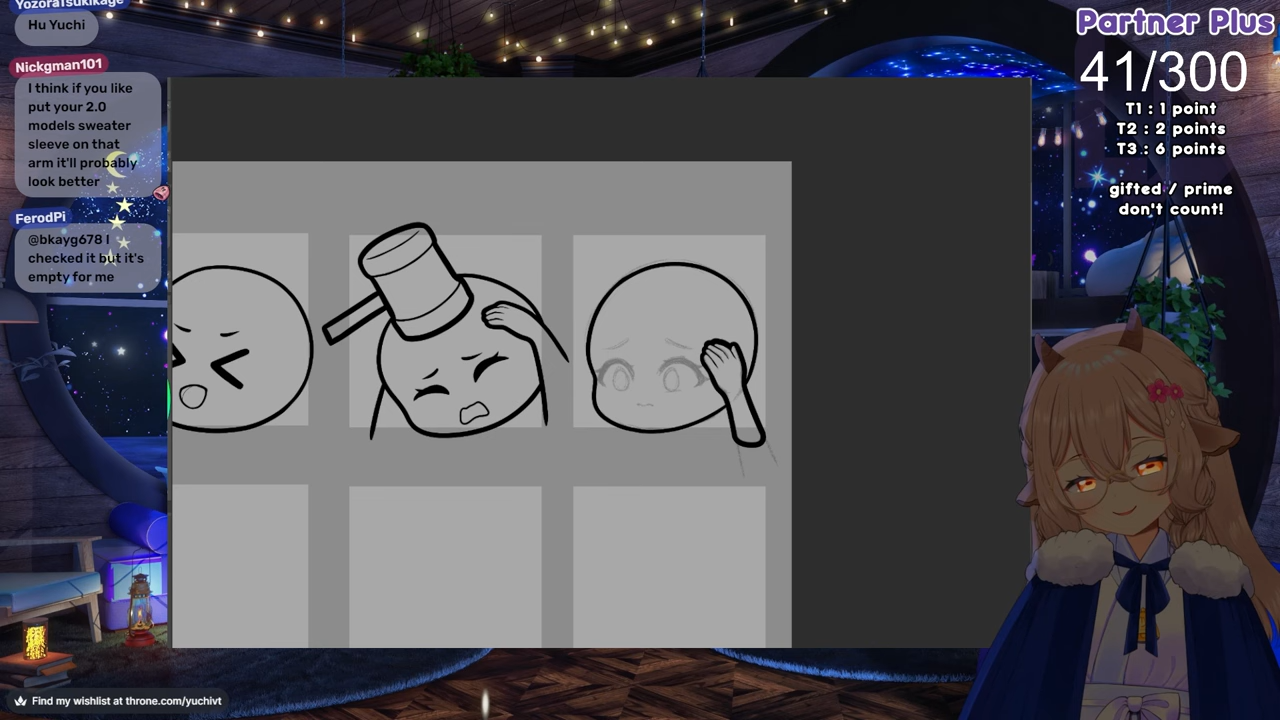 YozoraTsukikage
Hu Yuchi
Nickgman101
I think if you like
put your 2.0
models sweater
sleeve on that
arm it'll probably
look better
FerodPi
@bkayg678 I
checked it but it's
empty for me
Partner Plus
41/300
T1 : 1 point
T2 : 2 points
T3 : 6 points
gifted / prime
don't count!
Find my wishlist at throne.com/yuchivt